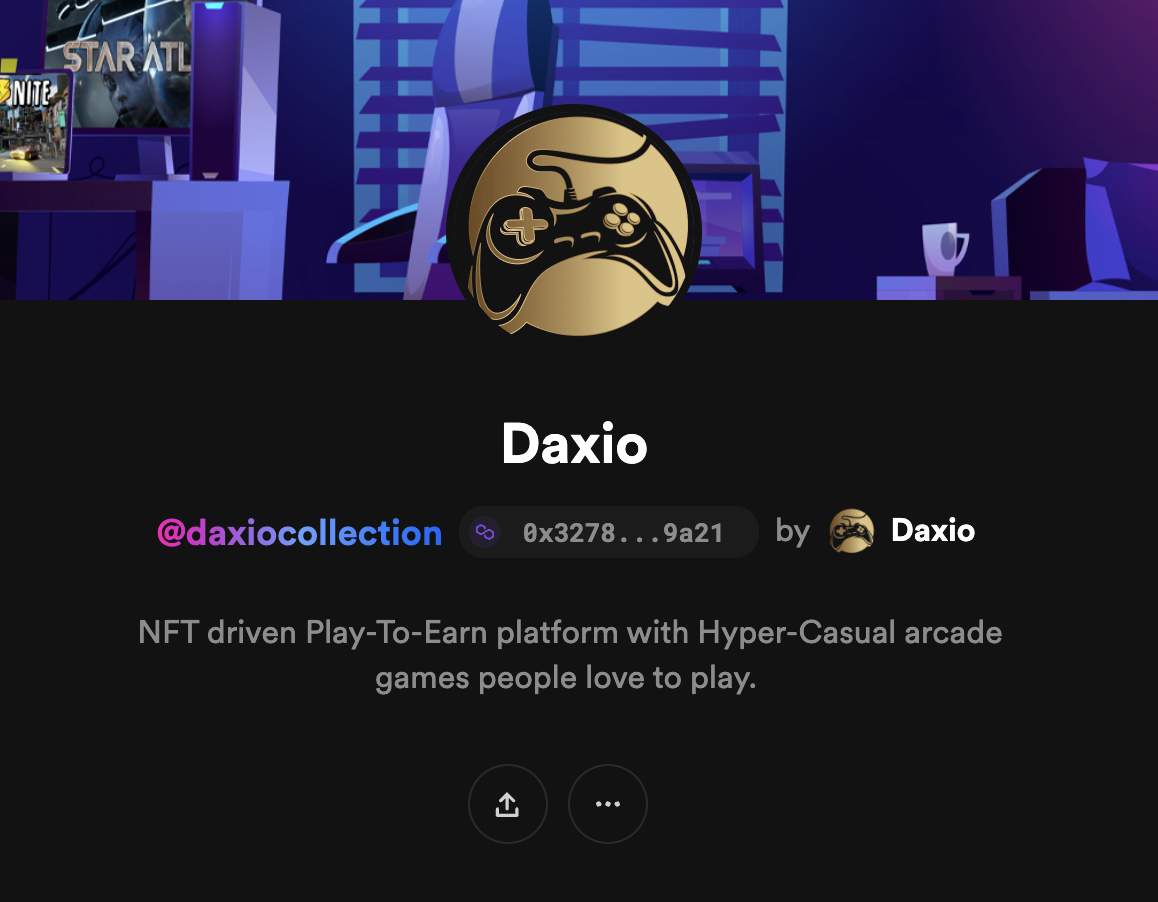 STAR ATL
NITE
Daxio
@daxiocollection 0x3278...9a21 by Daxio
NFT driven Play-To-Earn platform with Hyper-Casual arcade
games people love to play.